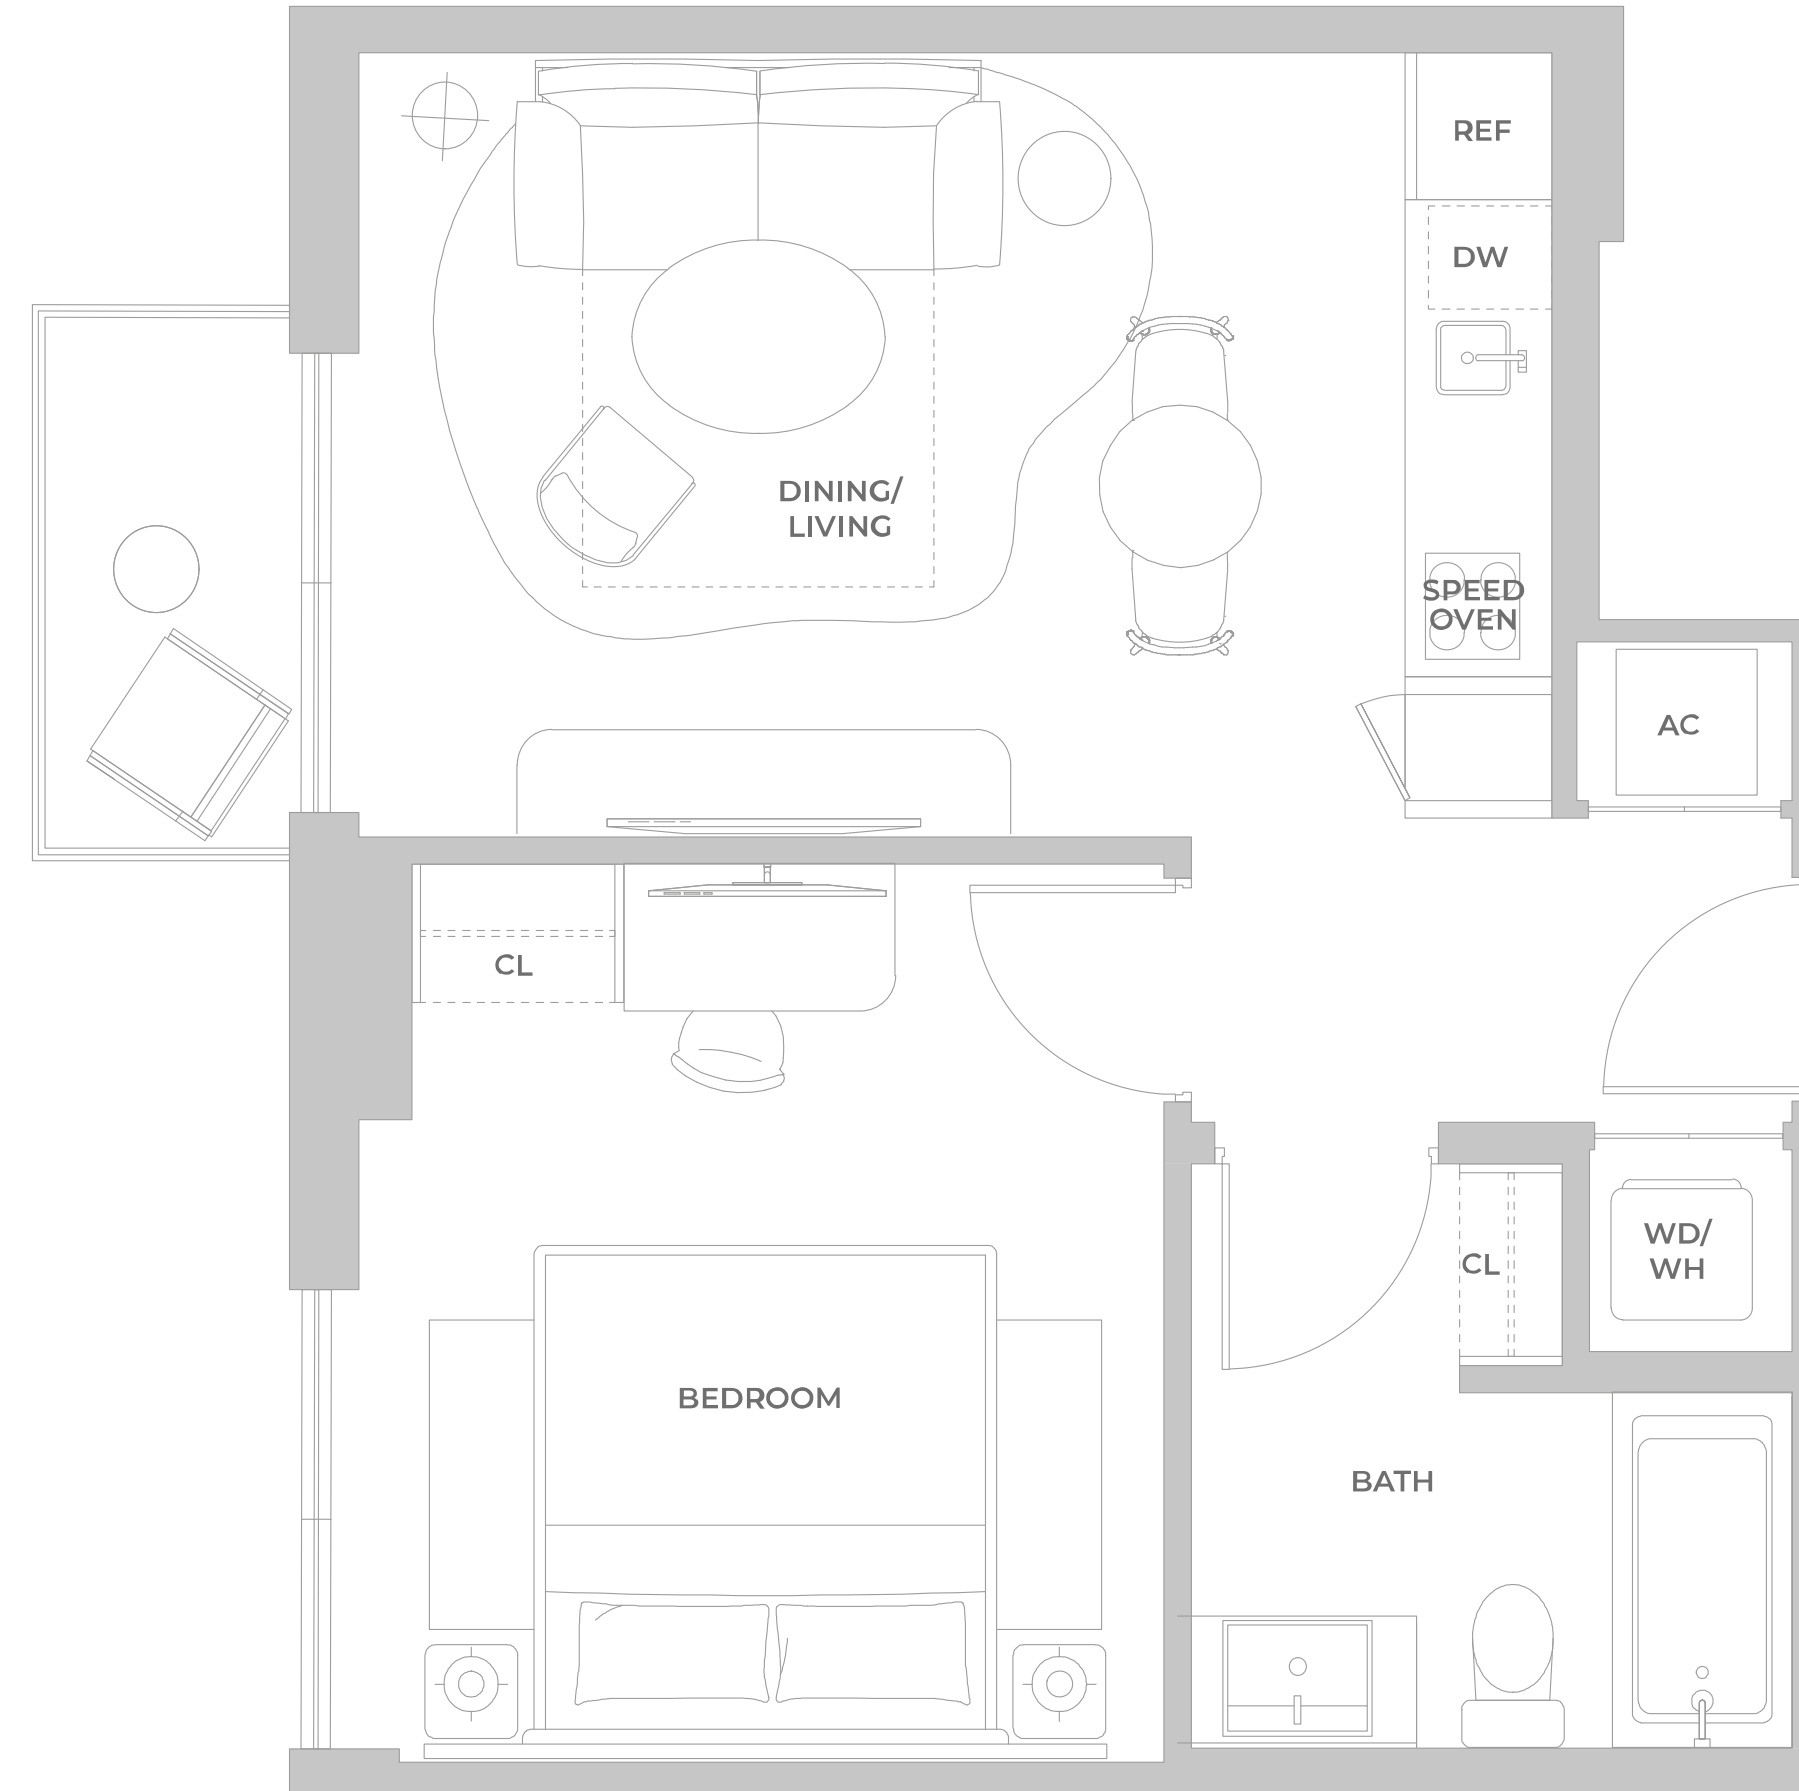 REF
DW
DINING/
LIVING
SPEED
OVEN
AC
CL
WD/
WH
CL
BEDROOM
BATH